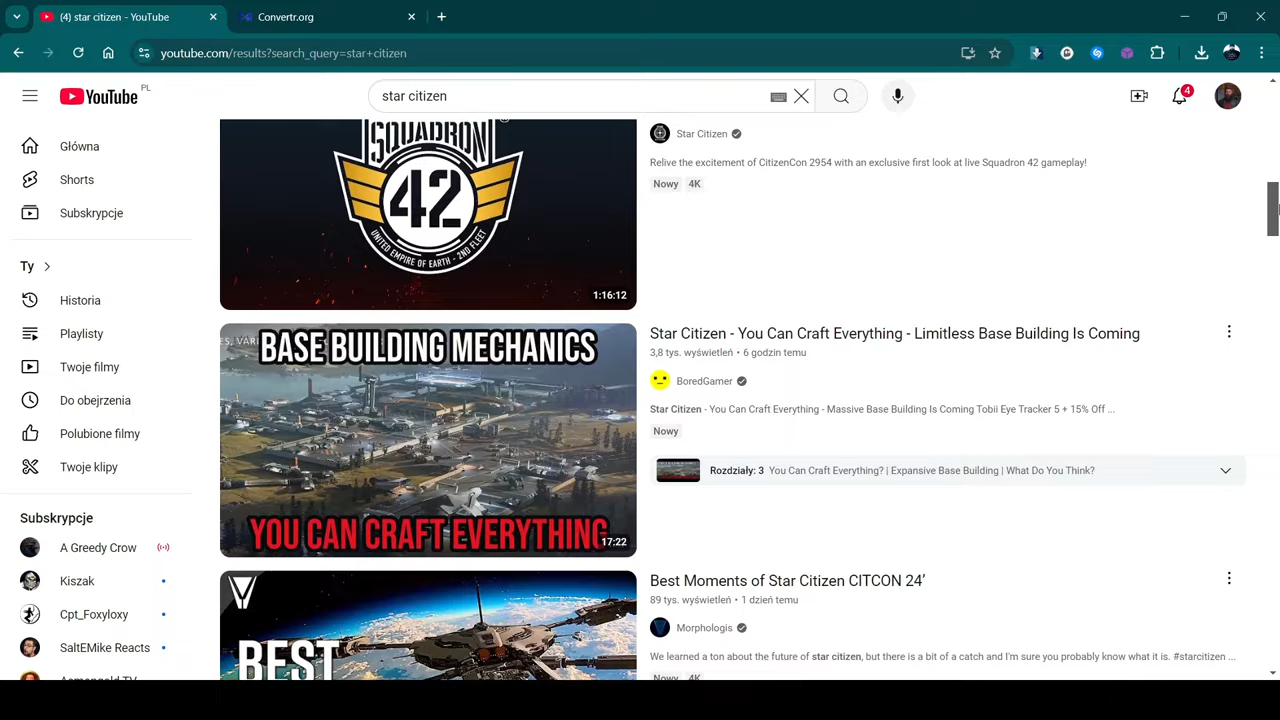 (4) star citizen - YouTube
Convertr.org
youtube.com/results?search_query=star+citizen
YouTube PL
star citizen
4
Główna
Shorts
Subskrypcje
Ty
Historia
Playlisty
Twoje filmy
Do obejrzenia
Polubione filmy
Twoje klipy
Subskrypcje
A Greedy Crow
Kiszak
Cpt_Foxyloxy
SaltEMike Reacts
SQUADRON
42
UNITED EMPIRE OF EARTH - 2ND FLEET
1:16:12
Star Citizen
Relive the excitement of CitizenCon 2954 with an exclusive first look at live Squadron 42 gameplay!
Nowy 4K
BASE BUILDING MECHANICS
YOU CAN CRAFT EVERYTHING
17:22
Star Citizen - You Can Craft Everything - Limitless Base Building Is Coming
3,8 tys. wyświetleń • 6 godzin temu
BoredGamer
Star Citizen - You Can Craft Everything - Massive Base Building Is Coming Tobii Eye Tracker 5 + 15% Off ...
Nowy
Rozdziały: 3 You Can Craft Everything? | Expansive Base Building | What Do You Think?
BEST
Best Moments of Star Citizen CITCON 24’
89 tys. wyświetleń • 1 dzień temu
Morphologis
We learned a ton about the future of star citizen, but there is a bit of a catch and I'm sure you probably know what it is. #starcitizen ...
Nowy 4K